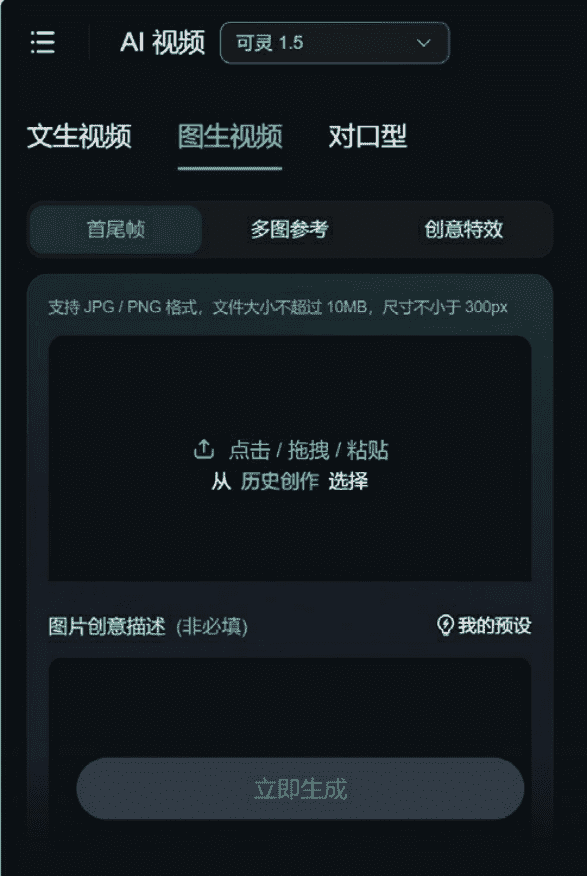 AI 视频 可灵 1.5
文生视频 图生视频 对口型
首尾帧 多图参考 创意特效
支持 JPG / PNG 格式，文件大小不超过 10MB，尺寸不小于 300px
点击 / 拖拽 / 粘贴
从 历史创作 选择
图片创意描述 (非必填) 我的预设
立即生成